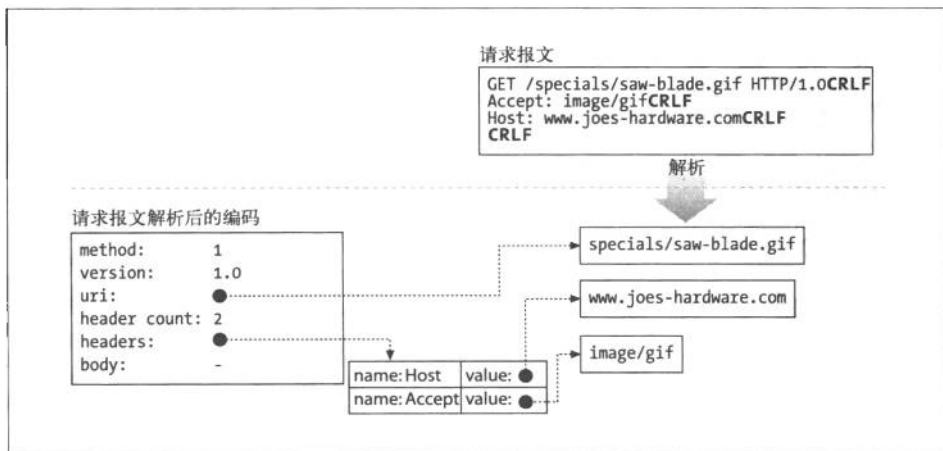 请求报文
GET /specials/saw-blade.gif HTTP/1.0CRLF
Accept: image/gifCRLF
Host: www.joes-hardware.comCRLF
CRLF
解析
请求报文解析后的编码
method: 1
version: 1.0
uri:
header count: 2
headers:
body: -
specials/saw-blade.gif
www.joes-hardware.com
image/gif
name:Host value:
name:Accept value: